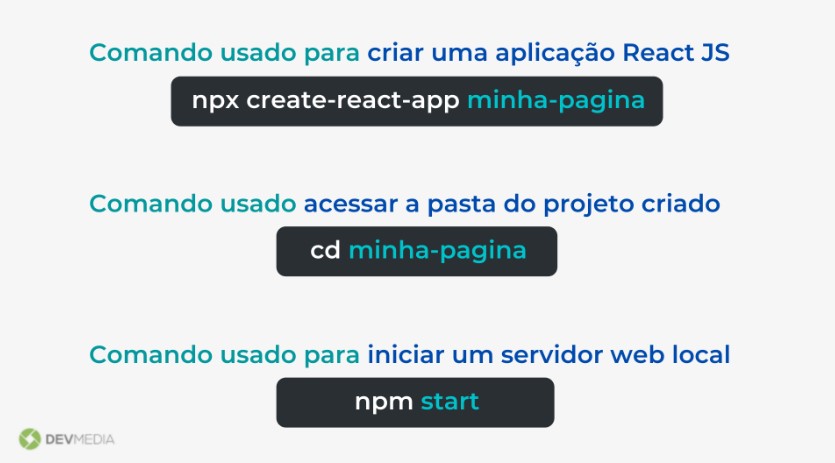 Comando usado para criar uma aplicação React JS
npx create-react-app minha-pagina
Comando usado acessar a pasta do projeto criado
cd minha-pagina
Comando usado para iniciar um servidor web local
npm start
DEVMEDIA